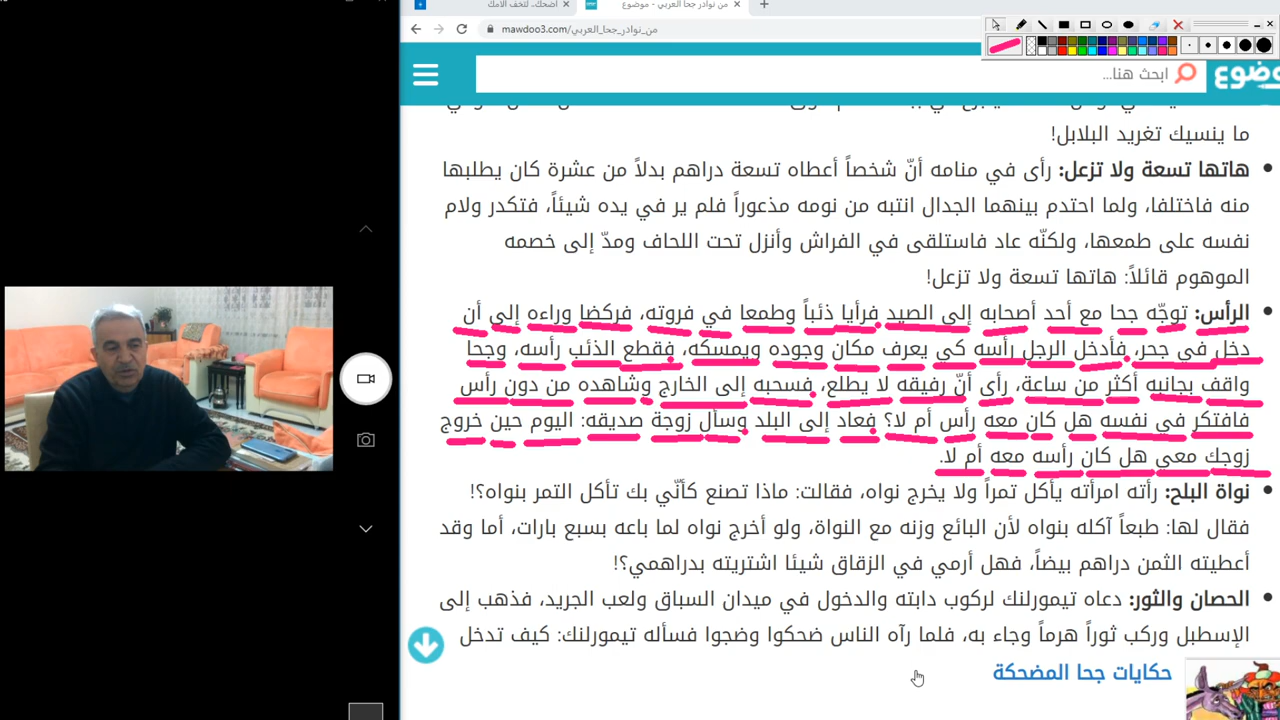 اضحك.. لتخف الامك
من نوادر جحا العربي - موضوع
mawdoo3.com/من_نوادر_جحا_العربي
ابحث هنا...
موضوع
ما ينسيك تغريد البلابل!
هاتها تسعة ولا تزعل: رأى في منامه أنّ شخصاً أعطاه تسعة دراهم بدلاً من عشرة كان يطلبها
منه فاختلفا، ولما احتدم بينهما الجدال انتبه من نومه مذعوراً فلم ير في يده شيئاً، فتكدر ولام
نفسه على طمعها، ولكنّه عاد فاستلقى في الفراش وأنزل تحت اللحاف ومدّ إلى خصمه
الموهوم قائلاً: هاتها تسعة ولا تزعل!
الرأس: توجّه جحا مع أحد أصحابه إلى الصيد فرأيا ذئباً وطمعا في فروته، فركضا وراءه إلى أن
دخل في جحر، فأدخل الرجل رأسه كي يعرف مكان وجوده ويمسكه، فقطع الذئب رأسه، وجحا
واقف بجانبه أكثر من ساعة، رأى أنّ رفيقه لا يطلع، فسحبه إلى الخارج وشاهده من دون رأس
فافتكر في نفسه هل كان معه رأس أم لا؟ فعاد إلى البلد وسأل زوجة صديقه: اليوم حين خروج
زوجك معي هل كان رأسه معه أم لا.
نواة البلح: رأته امرأته يأكل تمراً ولا يخرج نواه، فقالت: ماذا تصنع كأنّي بك تأكل التمر بنواه؟!
فقال لها: طبعاً آكله بنواه لأن البائع وزنه مع النواة، ولو أخرج نواه لما باعه بسبع بارات، أما وقد
أعطيته الثمن دراهم بيضاً، فهل أرمي في الزقاق شيئا اشتريته بدراهمي؟!
الحصان والثور: دعاه تيمورلنك لركوب دابته والدخول في ميدان السباق ولعب الجريد، فذهب إلى
الإسطبل وركب ثوراً هرماً وجاء به، فلما رآه الناس ضحكوا وضجوا فسأله تيمورلنك: كيف تدخل
حكايات جحا المضحكة